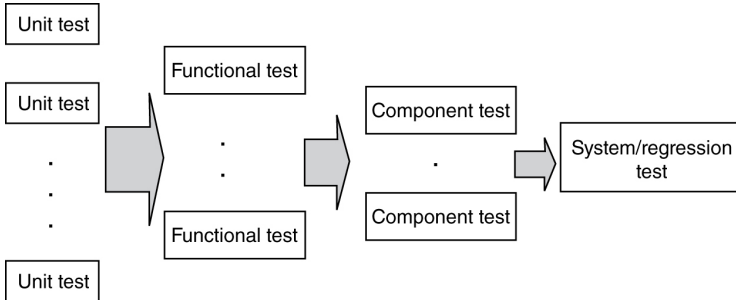 Unit test
Unit test
Unit test
Functional test
Functional test
Component test
Component test
System/regression
test